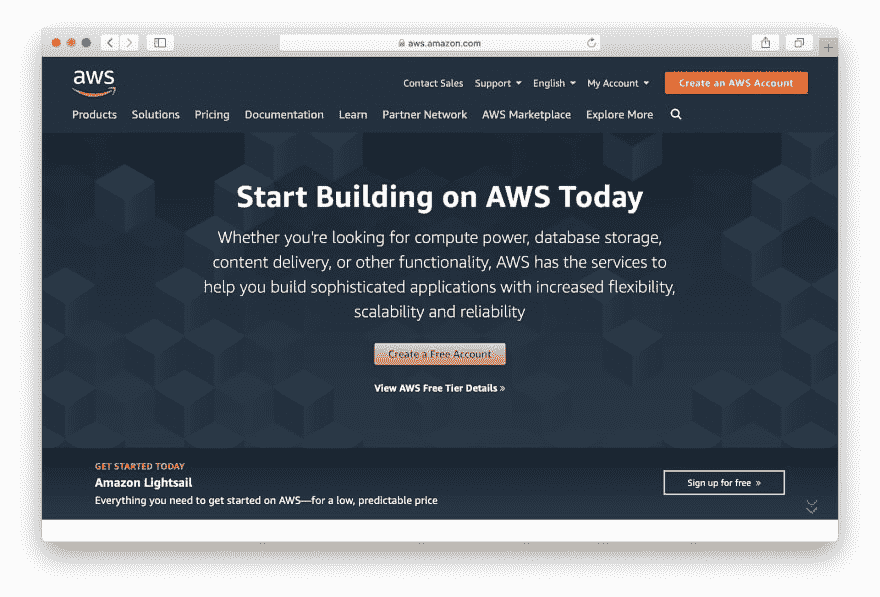 aws.amazon.com
aws
Contact Sales Support English My Account Create an AWS Account
Products Solutions Pricing Documentation Learn Partner Network AWS Marketplace Explore More
Start Building on AWS Today
Whether you're looking for compute power, database storage,
content delivery, or other functionality, AWS has the services to
help you build sophisticated applications with increased flexibility,
scalability and reliability
Create a Free Account
View AWS Free Tier Details »
GET STARTED TODAY
Amazon Lightsail
Everything you need to get started on AWS—for a low, predictable price
Sign up for free »